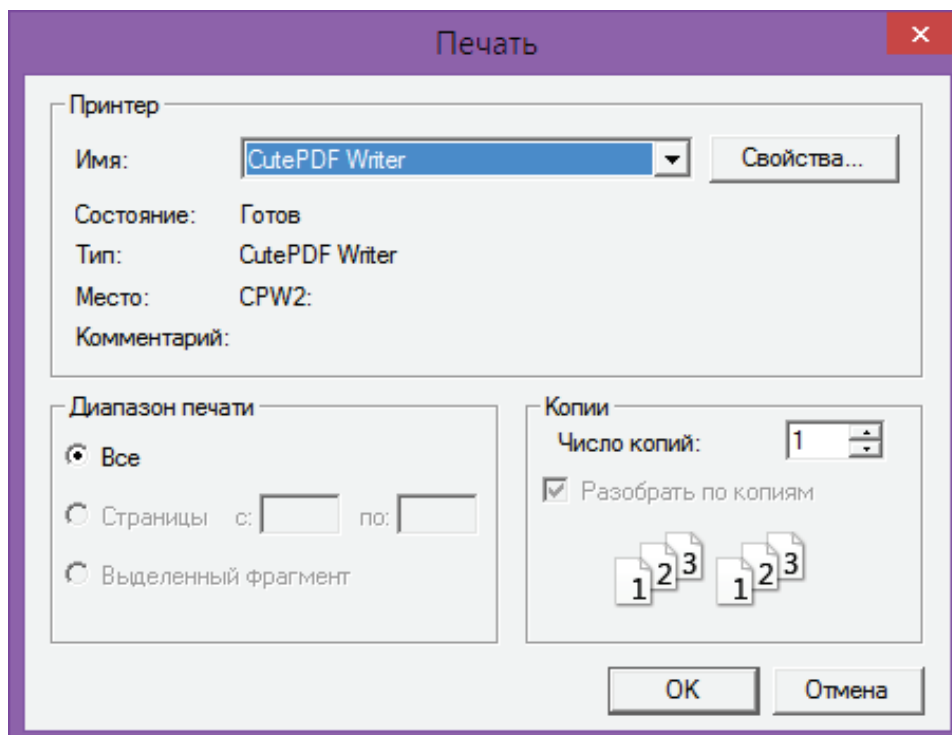 Печать
Принтер
Имя: CutePDF Writer Свойства...
Состояние: Готов
Тип: CutePDF Writer
Место: CPW2:
Комментарий:
Диапазон печати
Все
Страницы с: по:
Выделенный фрагмент
Копии
Число копий: 1
Разобрать по копиям
1 2 3 1 2 3
OK Отмена